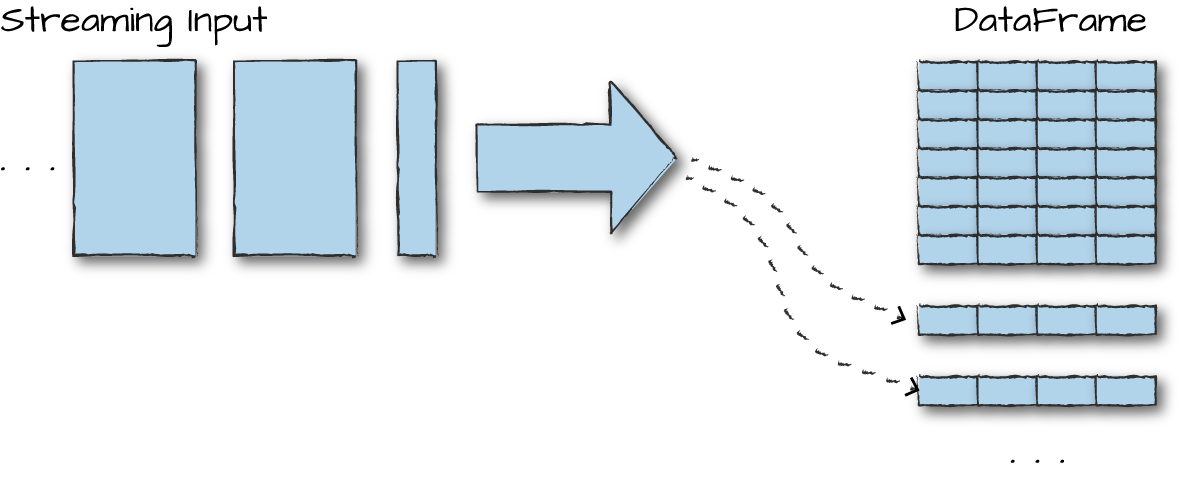 Streaming Input
DataFrame
. . .
. . .